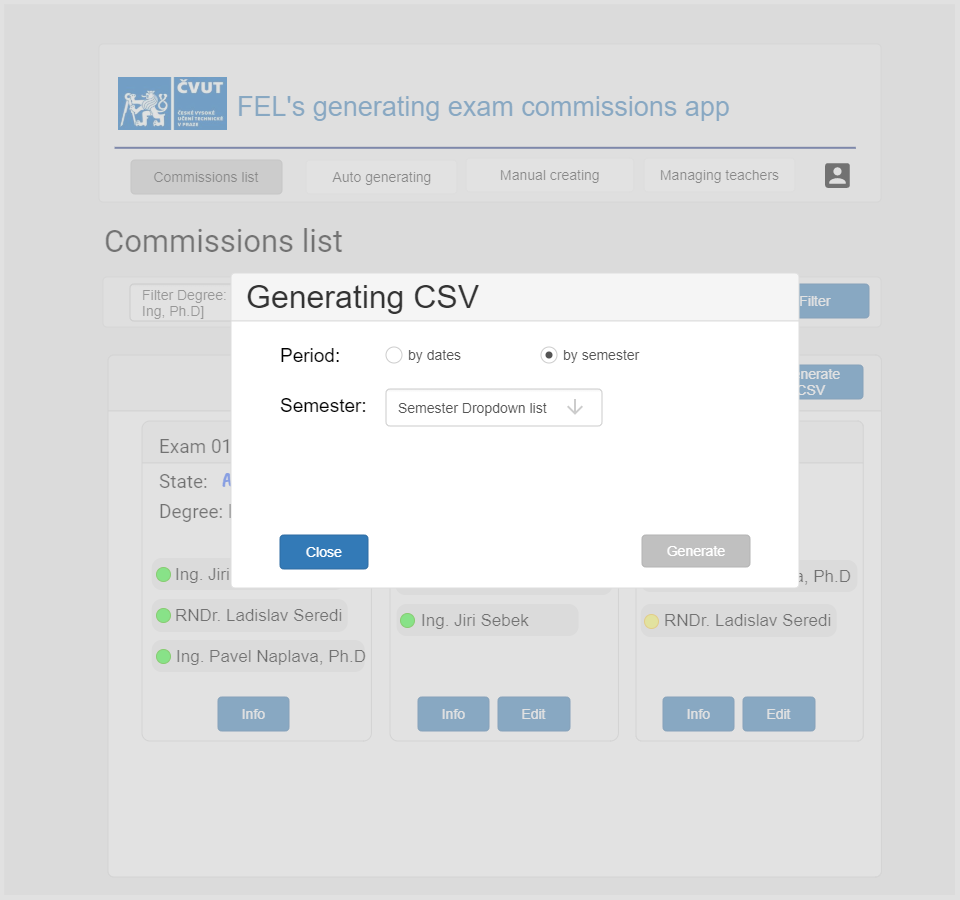 ČVUT
ČESKÉ VYSOKÉ
UČENÍ TECHNICKÉ
V PRAZE
FEL's generating exam commissions app
Commissions list
Auto generating
Manual creating
Managing teachers
Commissions list
Filter Degree:
Ing, Ph.D]
Filter
Generating CSV
Period:
by dates
by semester
Semester:
Semester Dropdown list
Close
Generate
nerate
CSV
Exam 01
State: A
Degree:
Ing. Jiri
RNDr. Ladislav Seredi
Ing. Pavel Naplava, Ph.D
Info
Ing. Jiri Sebek
Info
Edit
a, Ph.D
RNDr. Ladislav Seredi
Info
Edit